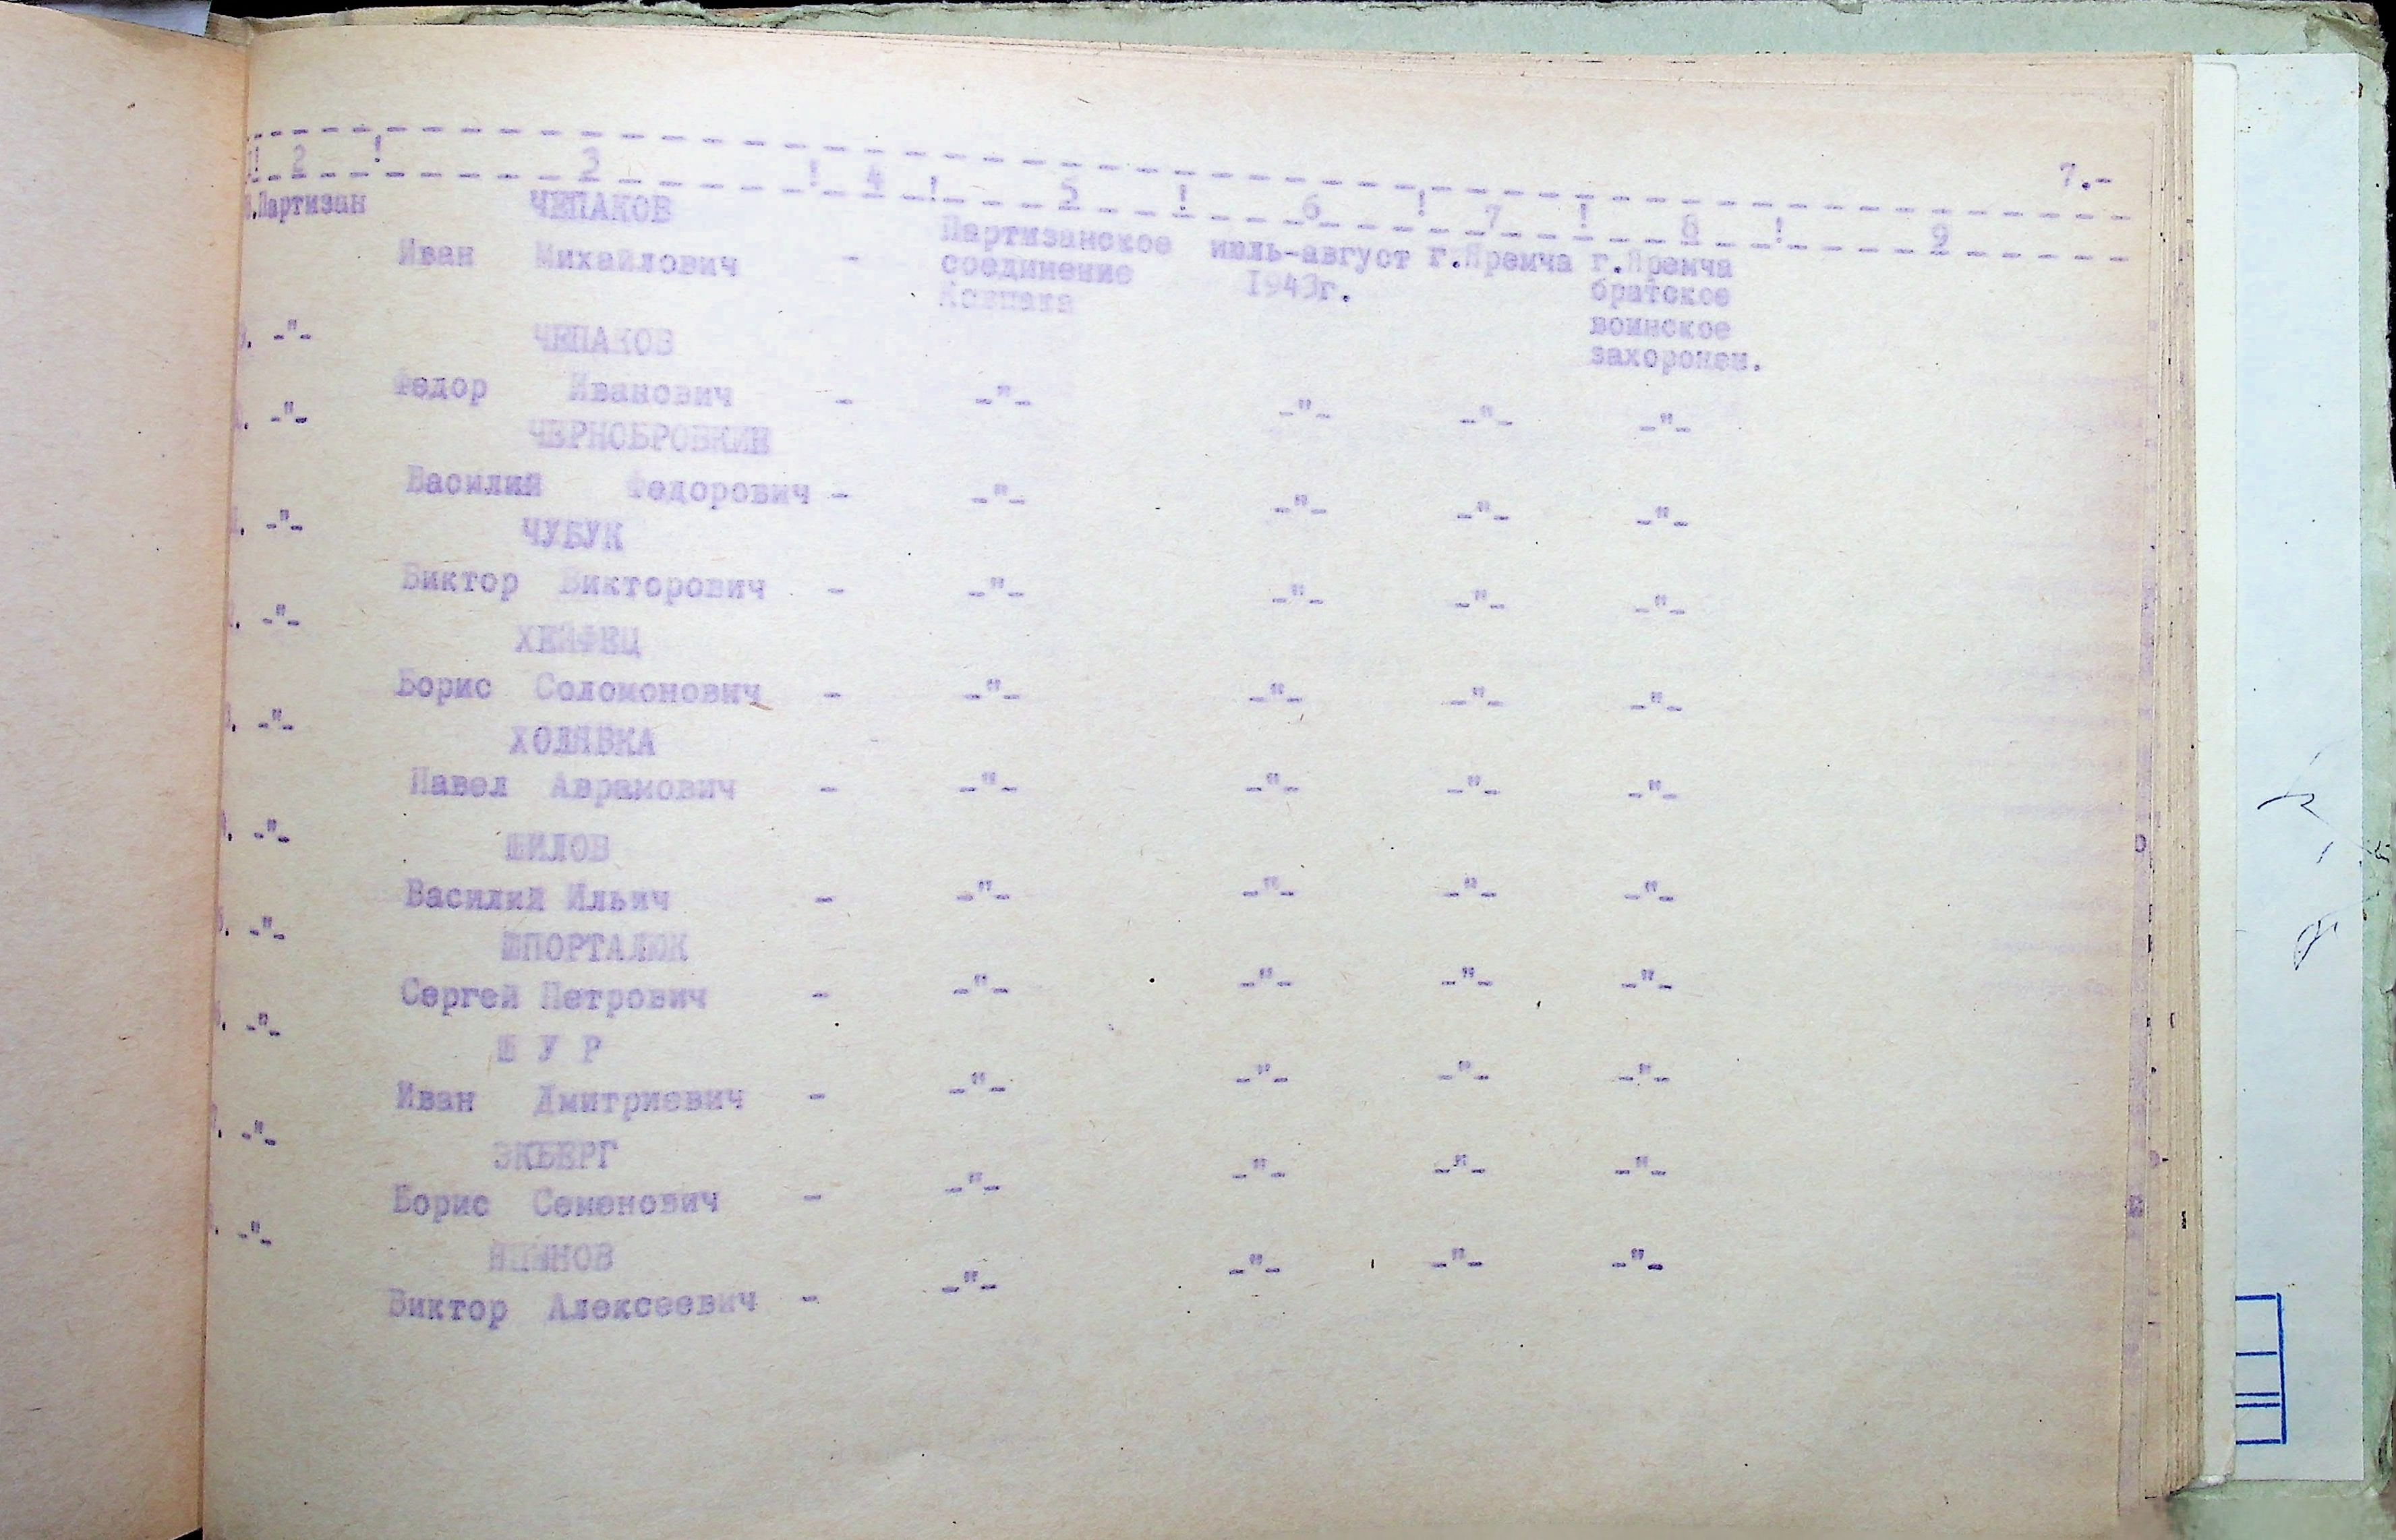 7.-
! 2 ! 3 ! 4 ! 5 ! 6 ! 7 ! 8 ! 9
.Партизан ЧЕПАКОВ
Иван Михайлович - Партизанское июль-август г.Яремча г.Яремча
соединение 1943г. братское
Ковпака воинское
захоронен.
. -"- ЧЕПАКОВ
Федор Иванович - -"- -"- -"- -"-
. -"- ЧЕРНОБРОВКИН
Василий Федорович - -"- -"- -"- -"-
. -"- ЧУБУК
Виктор Викторович - -"- -"- -"- -"-
. -"- ХЕЙФЕЦ
Борис Соломонович - -"- -"- -"- -"-
. -"- ХОЛЯВКА
Павел Аврамович - -"- -"- -"- -"-
. -"- ШИЛОВ
Василий Ильич - -"- -"- -"- -"-
. -"- ШПОРТАЛЮК
Сергей Петрович - -"- -"- -"- -"-
. -"- Ш У Р
Иван Дмитриевич - -"- -"- -"- -"-
. -"- ЭКБЕРГ
Борис Семенович - -"- -"- -"- -"-
. -"-
Виктор Алексеевич - -"- -"- -"- -"-